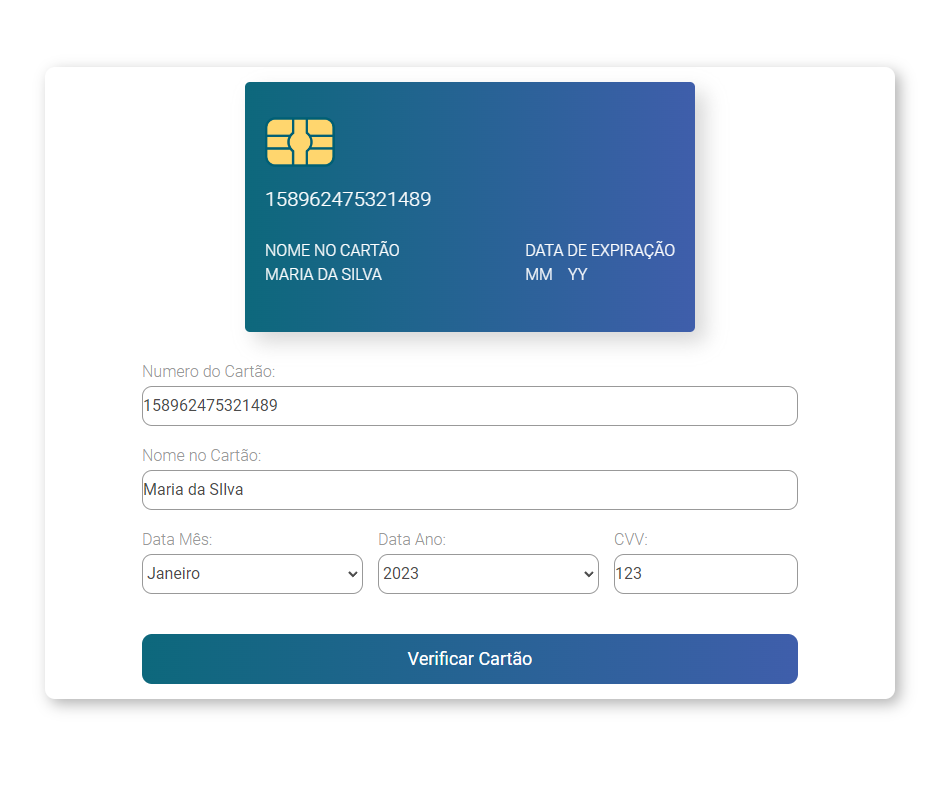 158962475321489
NOME NO CARTÃO DATA DE EXPIRAÇÃO
MARIA DA SILVA MM YY
Numero do Cartão:
158962475321489
Nome no Cartão:
Maria da SIlva
Data Mês: Data Ano: CVV:
Janeiro 2023 123
Verificar Cartão